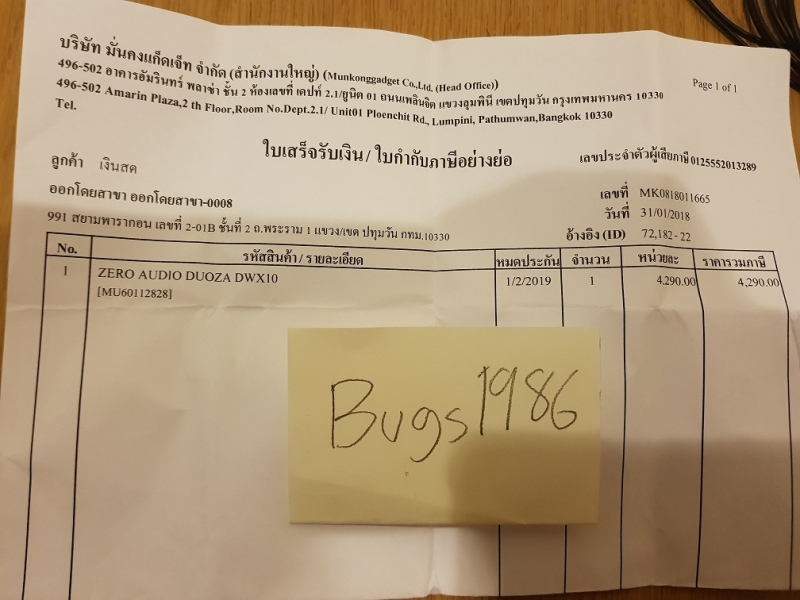 บริษัท มั่นคงแก็ดเจ็ท จำกัด (สำนักงานใหญ่) (Munkonggadget Co.,Ltd. (Head Office))
Page 1 of 1
496-502 อาคารอัมรินทร์ พลาซ่า ชั้น 2 ห้องเลขที่ เดปท์ 2.1/ยูนิต 01 ถนนเพลินจิต แขวงลุมพินี เขตปทุมวัน กรุงเทพมหานคร 10330
496-502 Amarin Plaza,2 th Floor,Room No.Dept.2.1/ Unit01 Ploenchit Rd., Lumpini, Pathumwan,Bangkok 10330
Tel.
ใบเสร็จรับเงิน / ใบกำกับภาษีอย่างย่อ
เลขประจำตัวผู้เสียภาษี 0125552013289
ลูกค้า เงินสด
เลขที่ MK0818011665
ออกโดยสาขา ออกโดยสาขา-0008
วันที่ 31/01/2018
991 สยามพารากอน เลขที่ 2-01B ชั้นที่ 2 ถ.พระราม 1 แขวง/เขต ปทุมวัน กทม.10330
อ้างอิง (ID) 72,182 - 22
No. รหัสสินค้า / รายละเอียด หมดประกัน จำนวน หน่วยละ ราคารวมภาษี
1 ZERO AUDIO DUOZA DWX10 1/2/2019 1 4,290.00 4,290.00
[MU60112828]
Bugs1986